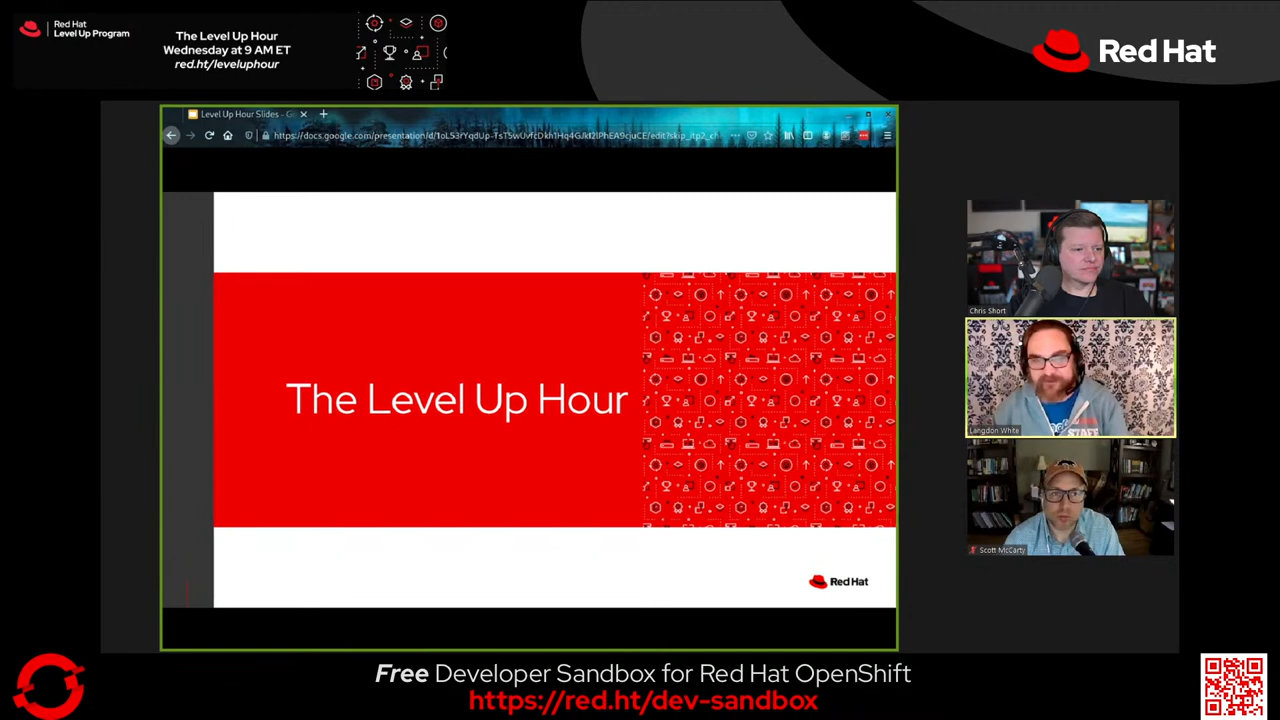 Red Hat
Level Up Program
The Level Up Hour
Wednesday at 9 AM ET
red.ht/leveluphour
Red Hat
Level Up Hour Slides - G
The Level Up Hour
Red Hat
Chris Short
Langdon White
STAFF
Scott McCarty
Free Developer Sandbox for Red Hat OpenShift
https://red.ht/dev-sandbox